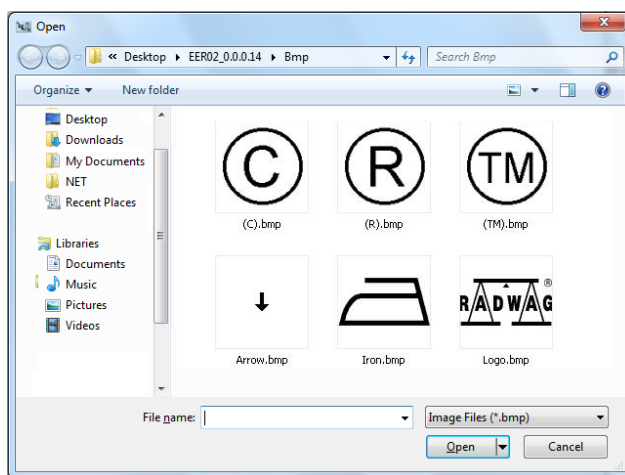 Open
« Desktop ▸ EER02_0.0.0.14 ▸ Bmp
Search Bmp
Organize
New folder
Desktop
Downloads
My Documents
NET
Recent Places
Libraries
Documents
Music
Pictures
Videos
C
R
TM
(C).bmp
(R).bmp
(TM).bmp
RADWAG
®
Arrow.bmp
Iron.bmp
Logo.bmp
File name:
Image Files (*.bmp)
Open
Cancel